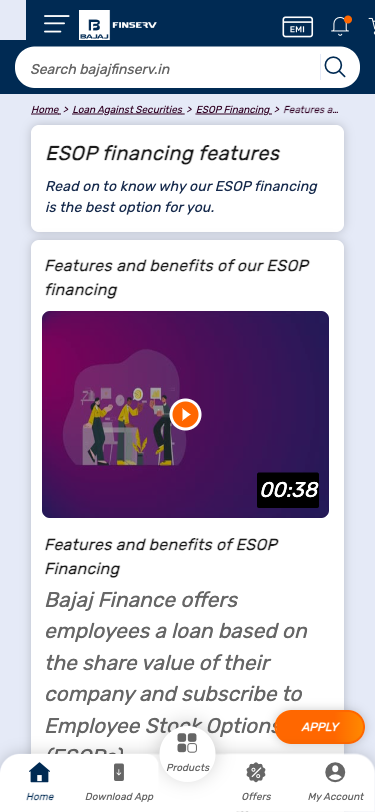 BAJAJ
FINSERV
EMI
Search bajajfinserv.in
Home > Loan Against Securities > ESOP Financing > Features a...
ESOP financing features
Read on to know why our ESOP financing
is the best option for you.
Features and benefits of our ESOP
financing
00:38
Features and benefits of ESOP
Financing
Bajaj Finance offers
employees a loan based on
the share value of their
company and subscribe to
Employee Stock Options
(ESOPs)
APPLY
Products
Home
Download App
Offers
My Account